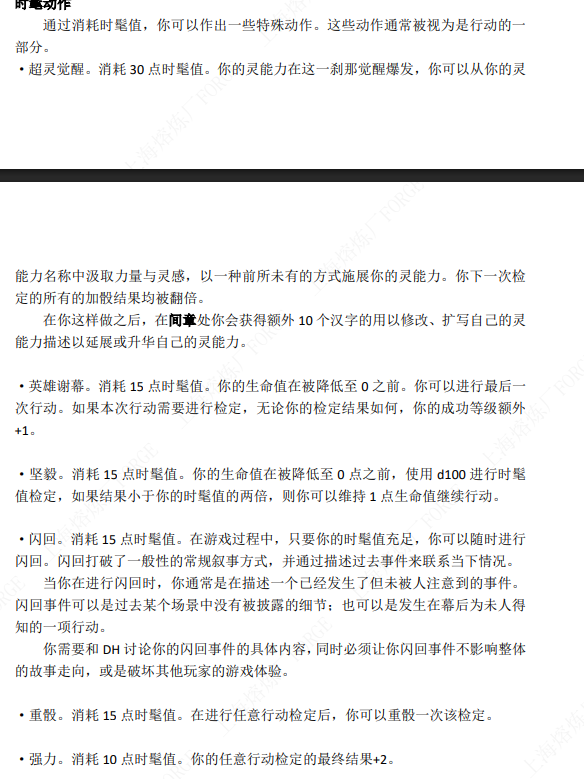 时髦动作
通过消耗时髦值，你可以作出一些特殊动作。这些动作通常被视为是行动的一
部分。
•超灵觉醒。消耗 30 点时髦值。你的灵能力在这一刹那觉醒爆发，你可以从你的灵
能力名称中汲取力量与灵感，以一种前所未有的方式施展你的灵能力。你下一次检
定的所有的加骰结果均被翻倍。
在你这样做之后，在间章处你会获得额外 10 个汉字的用以修改、扩写自己的灵
能力描述以延展或升华自己的灵能力。
•英雄谢幕。消耗 15 点时髦值。你的生命值在被降低至 0 之前。你可以进行最后一
次行动。如果本次行动需要进行检定，无论你的检定结果如何，你的成功等级额外
+1。
•坚毅。消耗 15 点时髦值。你的生命值在被降低至 0 点之前，使用 d100 进行时髦
值检定，如果结果小于你的时髦值的两倍，则你可以维持 1 点生命值继续行动。
•闪回。消耗 15 点时髦值。在游戏过程中，只要你的时髦值充足，你可以随时进行
闪回。闪回打破了一般性的常规叙事方式，并通过描述过去事件来联系当下情况。
当你在进行闪回时，你通常是在描述一个已经发生了但未被人注意到的事件。
闪回事件可以是过去某个场景中没有被披露的细节；也可以是发生在幕后为未人得
知的一项行动。
你需要和 DH 讨论你的闪回事件的具体内容，同时必须让你闪回事件不影响整体
的故事走向，或是破坏其他玩家的游戏体验。
•重骰。消耗 15 点时髦值。在进行任意行动检定后，你可以重骰一次该检定。
•强力。消耗 10 点时髦值。你的任意行动检定的最终结果+2。
上海熔炼厂 FORGE